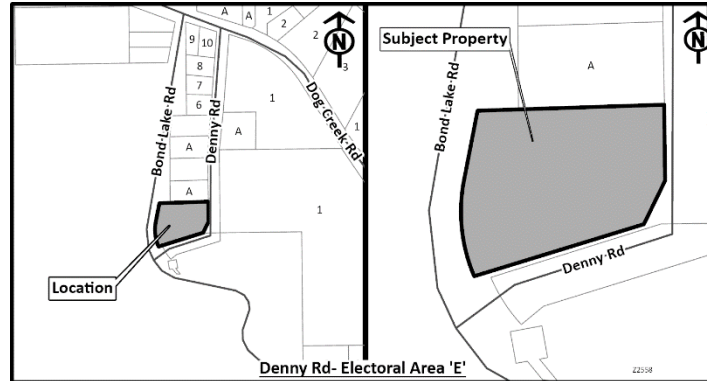 A
A
1
2
2
3
1
N
9
10
8
7
6
Bond-Lake-Rd
Denny-Rd
Dog-Creek-Rd
1
A
A
A
1
Location
Subject Property
N
A
Bond-Lake-Rd
Denny-Rd
Denny Rd- Electoral Area 'E'
Z2558